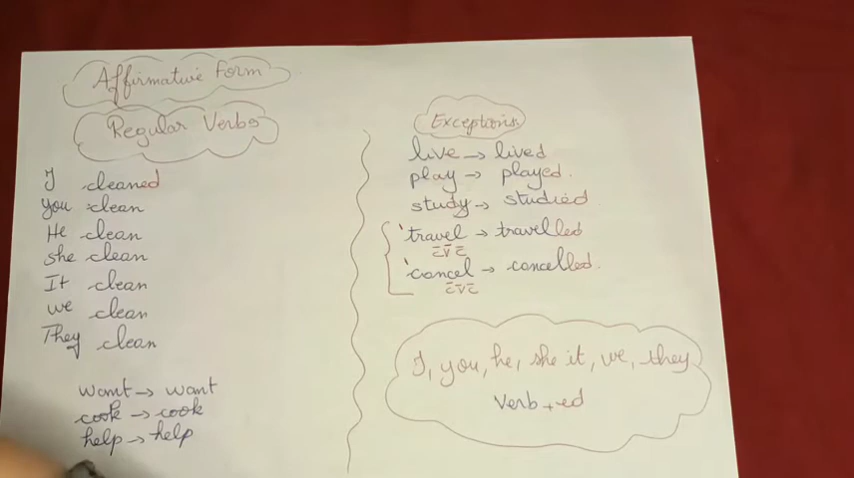 Affirmative form
Regular Verbs
I cleaned
you clean
He clean
she clean
It clean
we clean
They clean
want → want
cook → cook
help → help
Exceptions
live → lived
play → played.
study → studied
'travel → travelled
c v c
'cancel → cancelled.
c v c
I, you, he, she it, we, they
Verb + ed